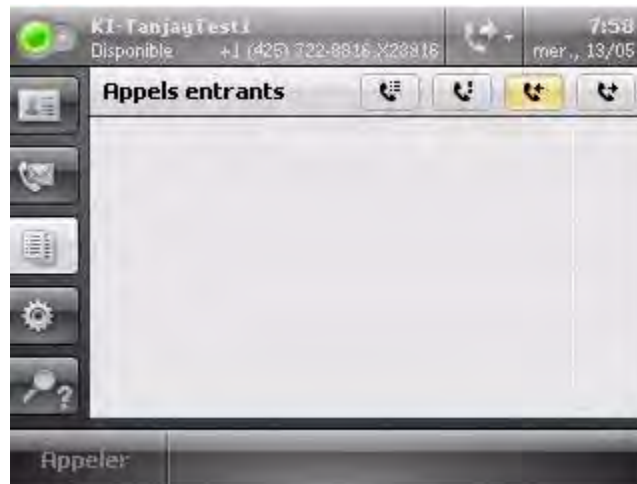 KI-TanjayTest1 7:58
Disponible +1 (425) 722-8816 X28816 mer., 13/05
Appels entrants
Appeler